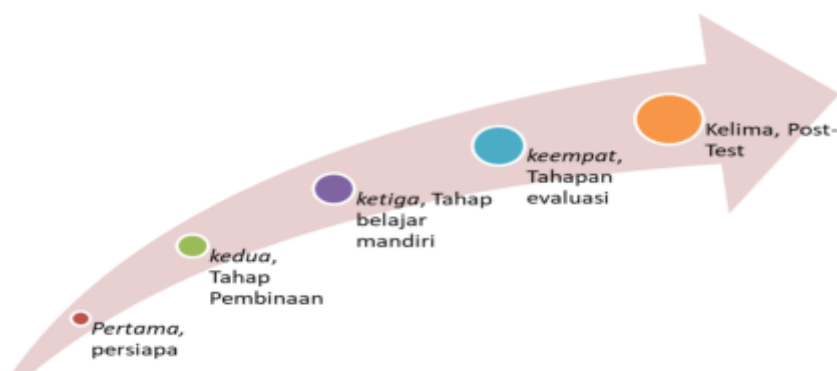 Pertama,
persiapa
kedua,
Tahap
Pembinaan
ketiga, Tahap
belajar
mandiri
keempat,
Tahapan
evaluasi
Kelima, Post-
Test